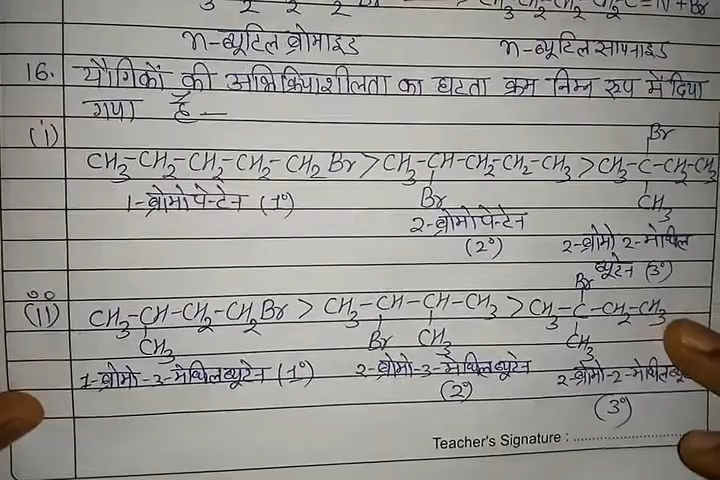 n-ब्यूटिल ब्रोमाइड n-ब्यूटिल सायनाइड
16. यौगिकों की अभिक्रियाशीलता का घटता क्रम निम्न रूप में दिया
गया है—
(i)
Br
CH3-CH2-CH2-CH2-CH2Br > CH3-CH-CH2-CH2-CH3 > CH3-C-CH2-CH3
Br CH3
1-ब्रोमोपेन्टेन (1°) 2-ब्रोमोपेन्टेन 2-ब्रोमो 2-मेथिल
(2°) ब्यूटेन (3°)
Br
(ii) CH3-CH-CH2-CH2Br > CH3-CH-CH-CH3 > CH3-C-CH2-CH3
CH3 Br CH3 CH3
1-ब्रोमो-3-मेथिलब्यूटेन (1°) 2-ब्रोमो-3-मेथिलब्यूटेन 2-ब्रोमो-2-मेथिल
(2°) (3°)
Teacher's Signature :